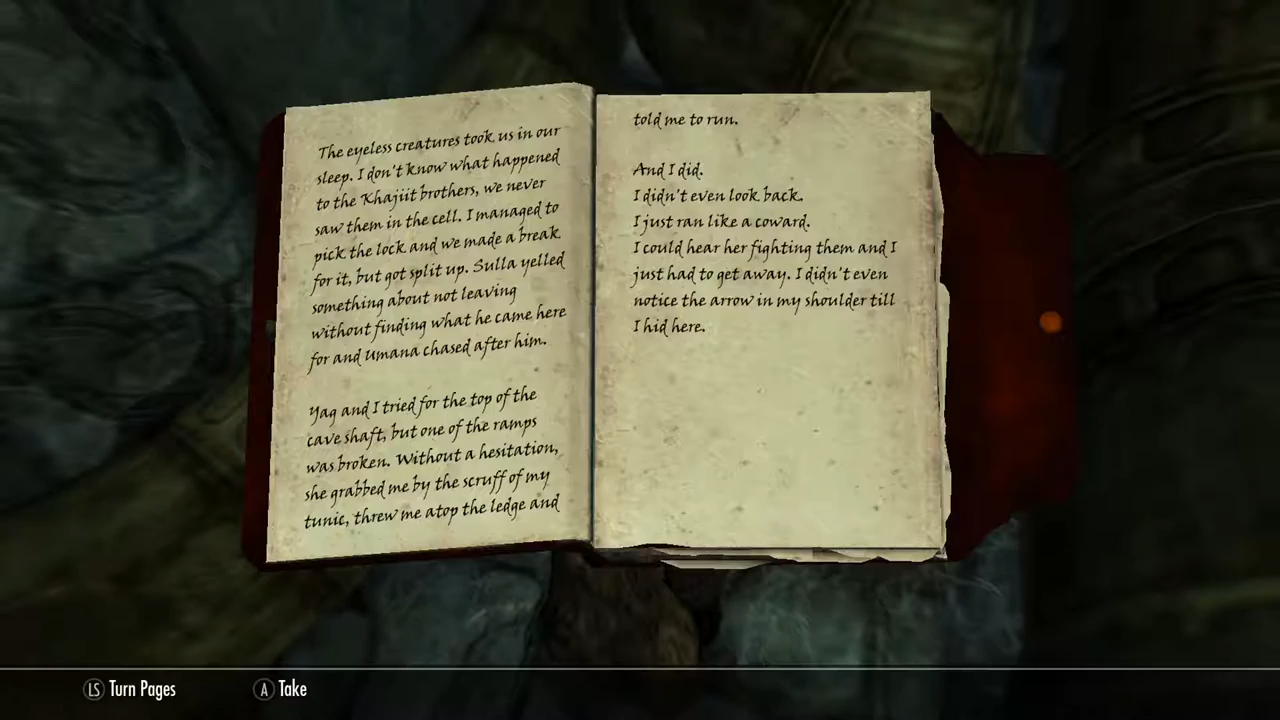 The eyeless creatures took us in our
sleep. I don't know what happened
to the Khajiit brothers, we never
saw them in the cell. I managed to
pick the lock and we made a break
for it, but got split up. Sulla yelled
something about not leaving
without finding what he came here
for and Umana chased after him.
Yag and I tried for the top of the
cave shaft, but one of the ramps
was broken. Without a hesitation,
she grabbed me by the scruff of my
tunic, threw me atop the ledge and
told me to run.
And I did.
I didn't even look back.
I just ran like a coward.
I could hear her fighting them and I
just had to get away. I didn't even
notice the arrow in my shoulder till
I hid here.
LS Turn Pages
A Take